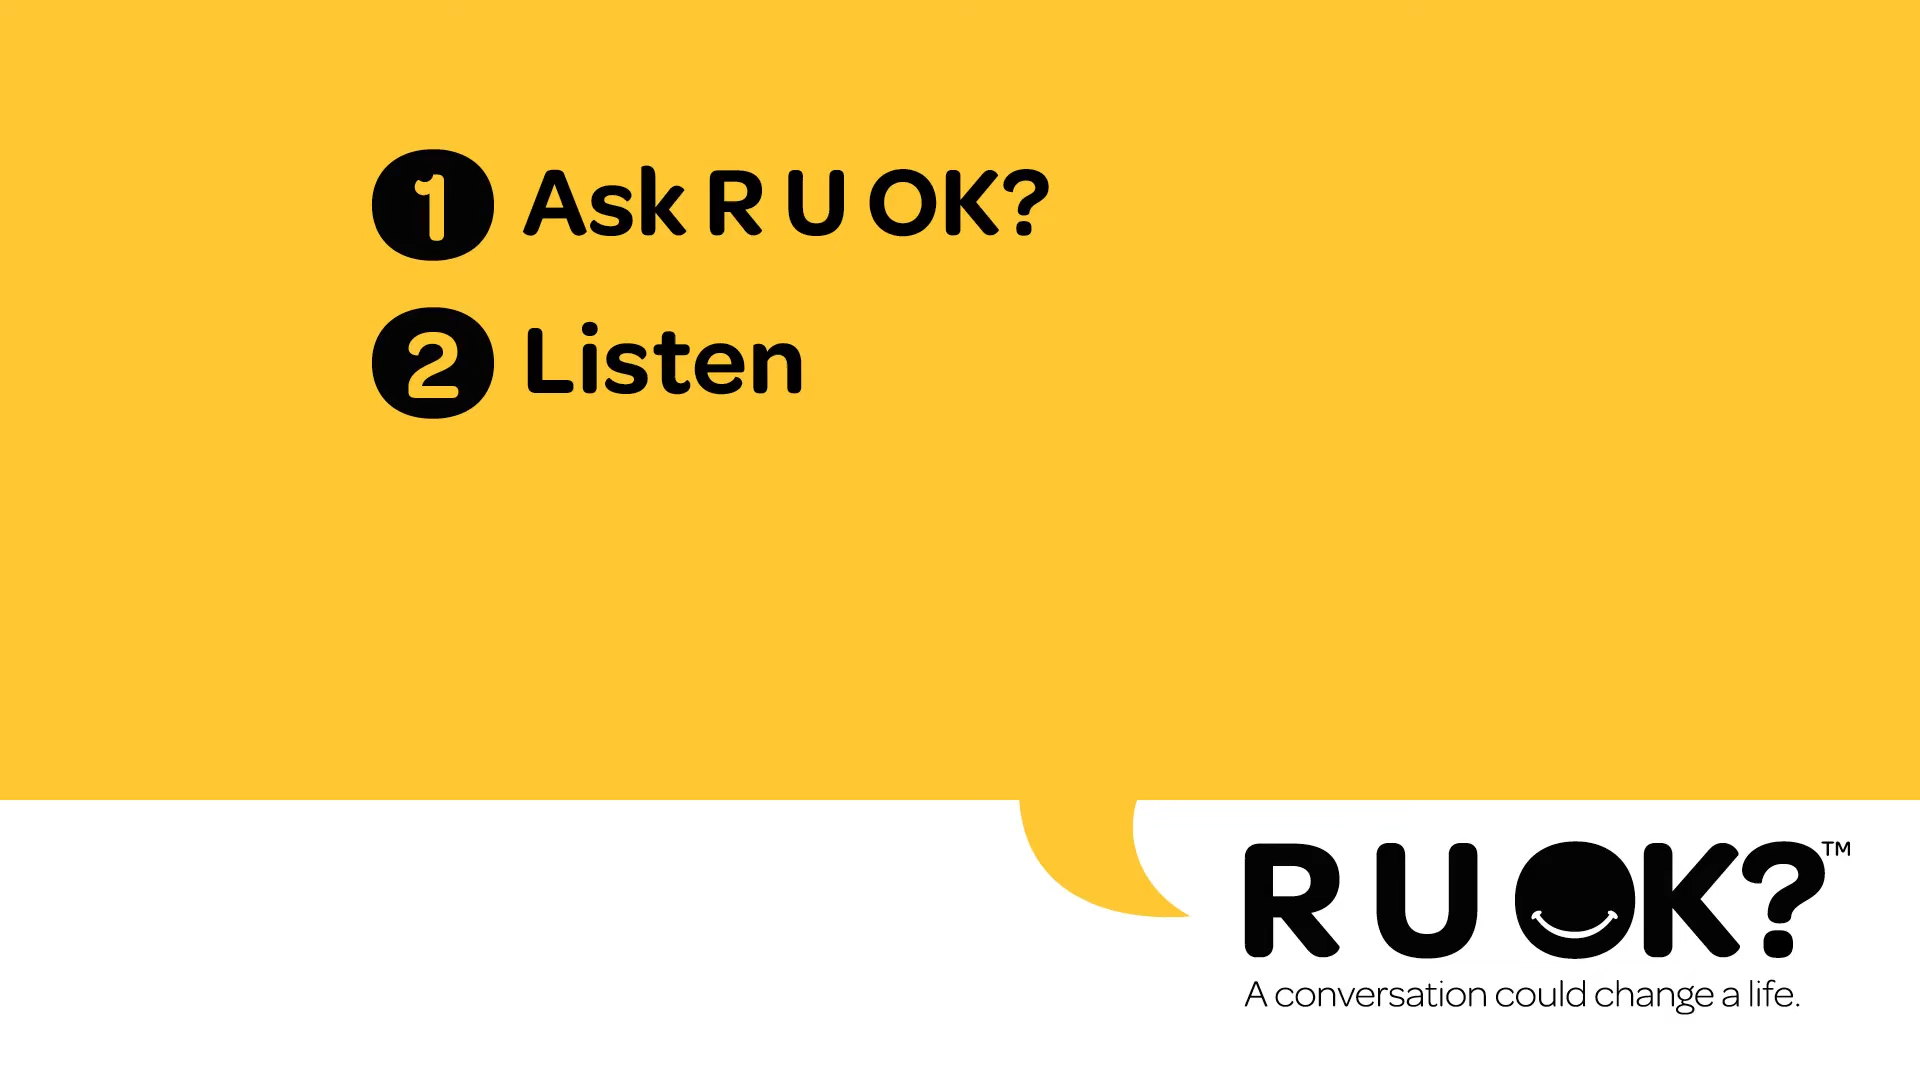 1 Ask R U OK?
2 Listen
R U OK?™
A conversation could change a life.